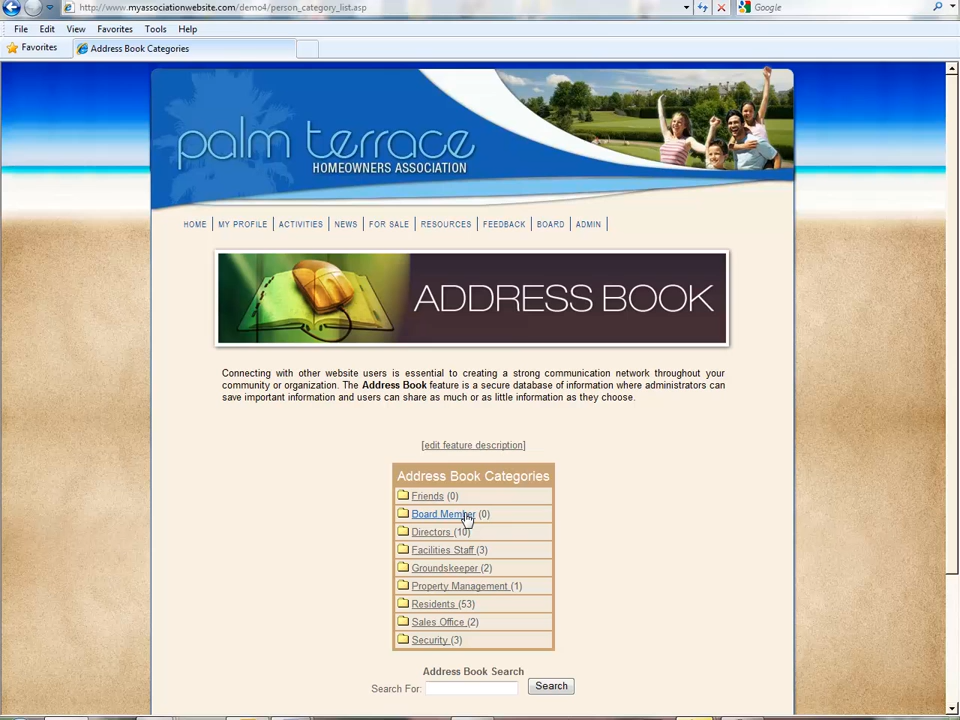 http://www.myassociationwebsite.com/demo4/person_category_list.asp
Google
File Edit View Favorites Tools Help
Favorites
Address Book Categories
palm terrace
HOMEOWNERS ASSOCIATION
HOME MY PROFILE ACTIVITIES NEWS FOR SALE RESOURCES FEEDBACK BOARD ADMIN
ADDRESS BOOK
Connecting with other website users is essential to creating a strong communication network throughout your
community or organization. The Address Book feature is a secure database of information where administrators can
save important information and users can share as much or as little information as they choose.
[edit feature description]
Address Book Categories
Friends (0)
Board Member (0)
Directors (10)
Facilities Staff (3)
Groundskeeper (2)
Property Management (1)
Residents (53)
Sales Office (2)
Security (3)
Address Book Search
Search For:
Search